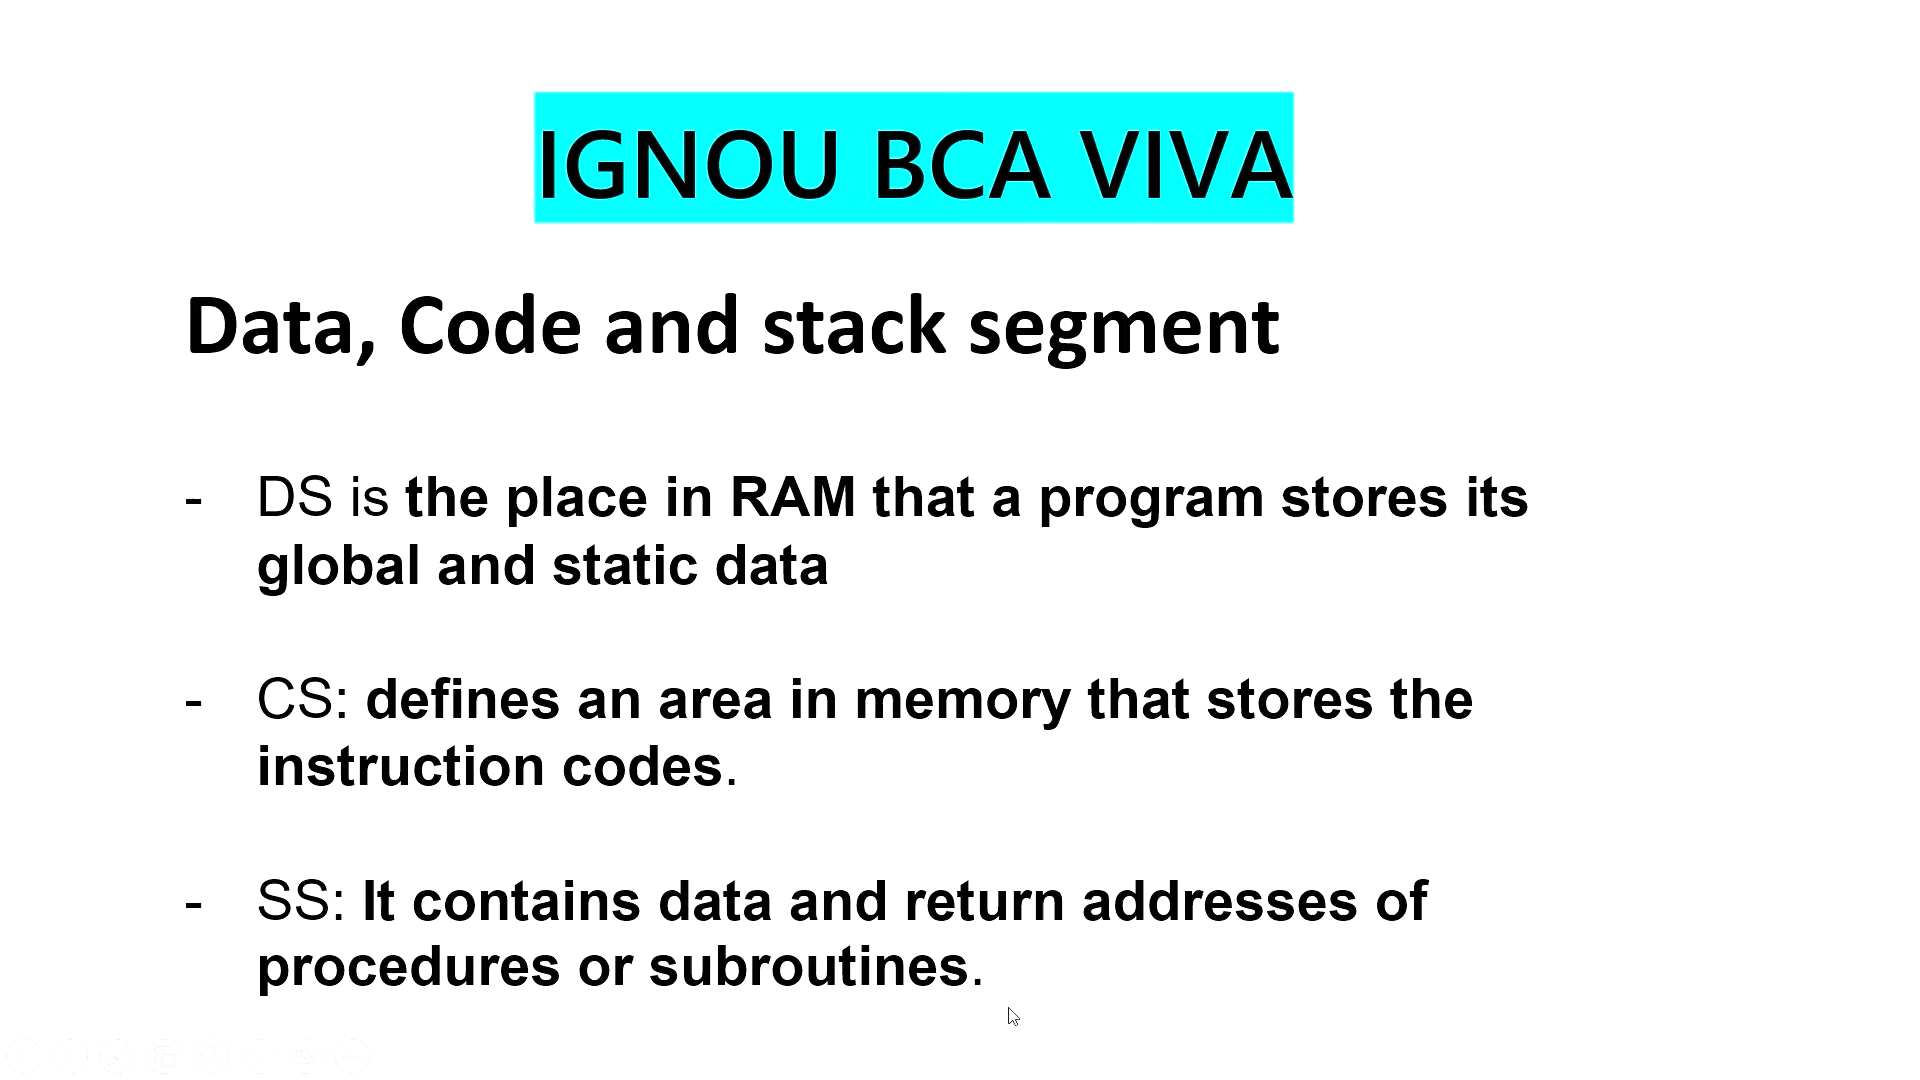 IGNOU BCA VIVA
Data, Code and stack segment
- DS is the place in RAM that a program stores its
global and static data
- CS: defines an area in memory that stores the
instruction codes.
- SS: It contains data and return addresses of
procedures or subroutines.